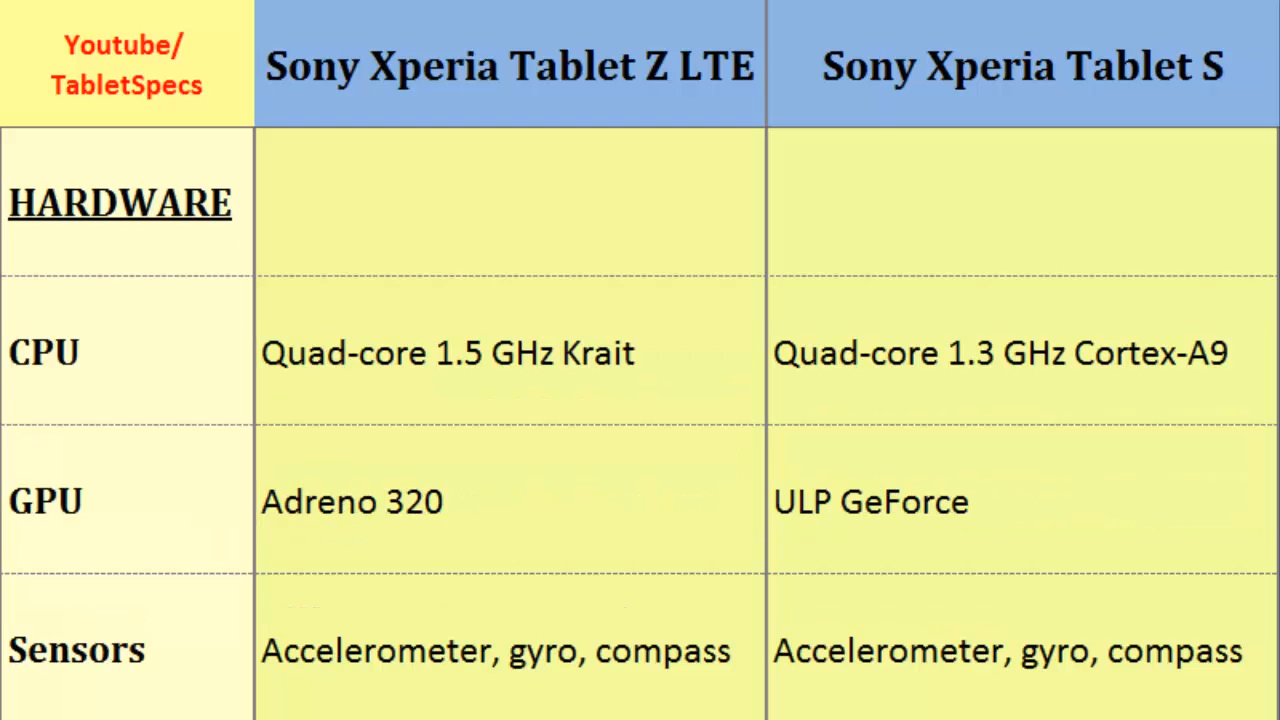 Youtube/
TabletSpecs
Sony Xperia Tablet Z LTE
Sony Xperia Tablet S
HARDWARE
CPU
Quad-core 1.5 GHz Krait
Quad-core 1.3 GHz Cortex-A9
GPU
Adreno 320
ULP GeForce
Sensors
Accelerometer, gyro, compass
Accelerometer, gyro, compass